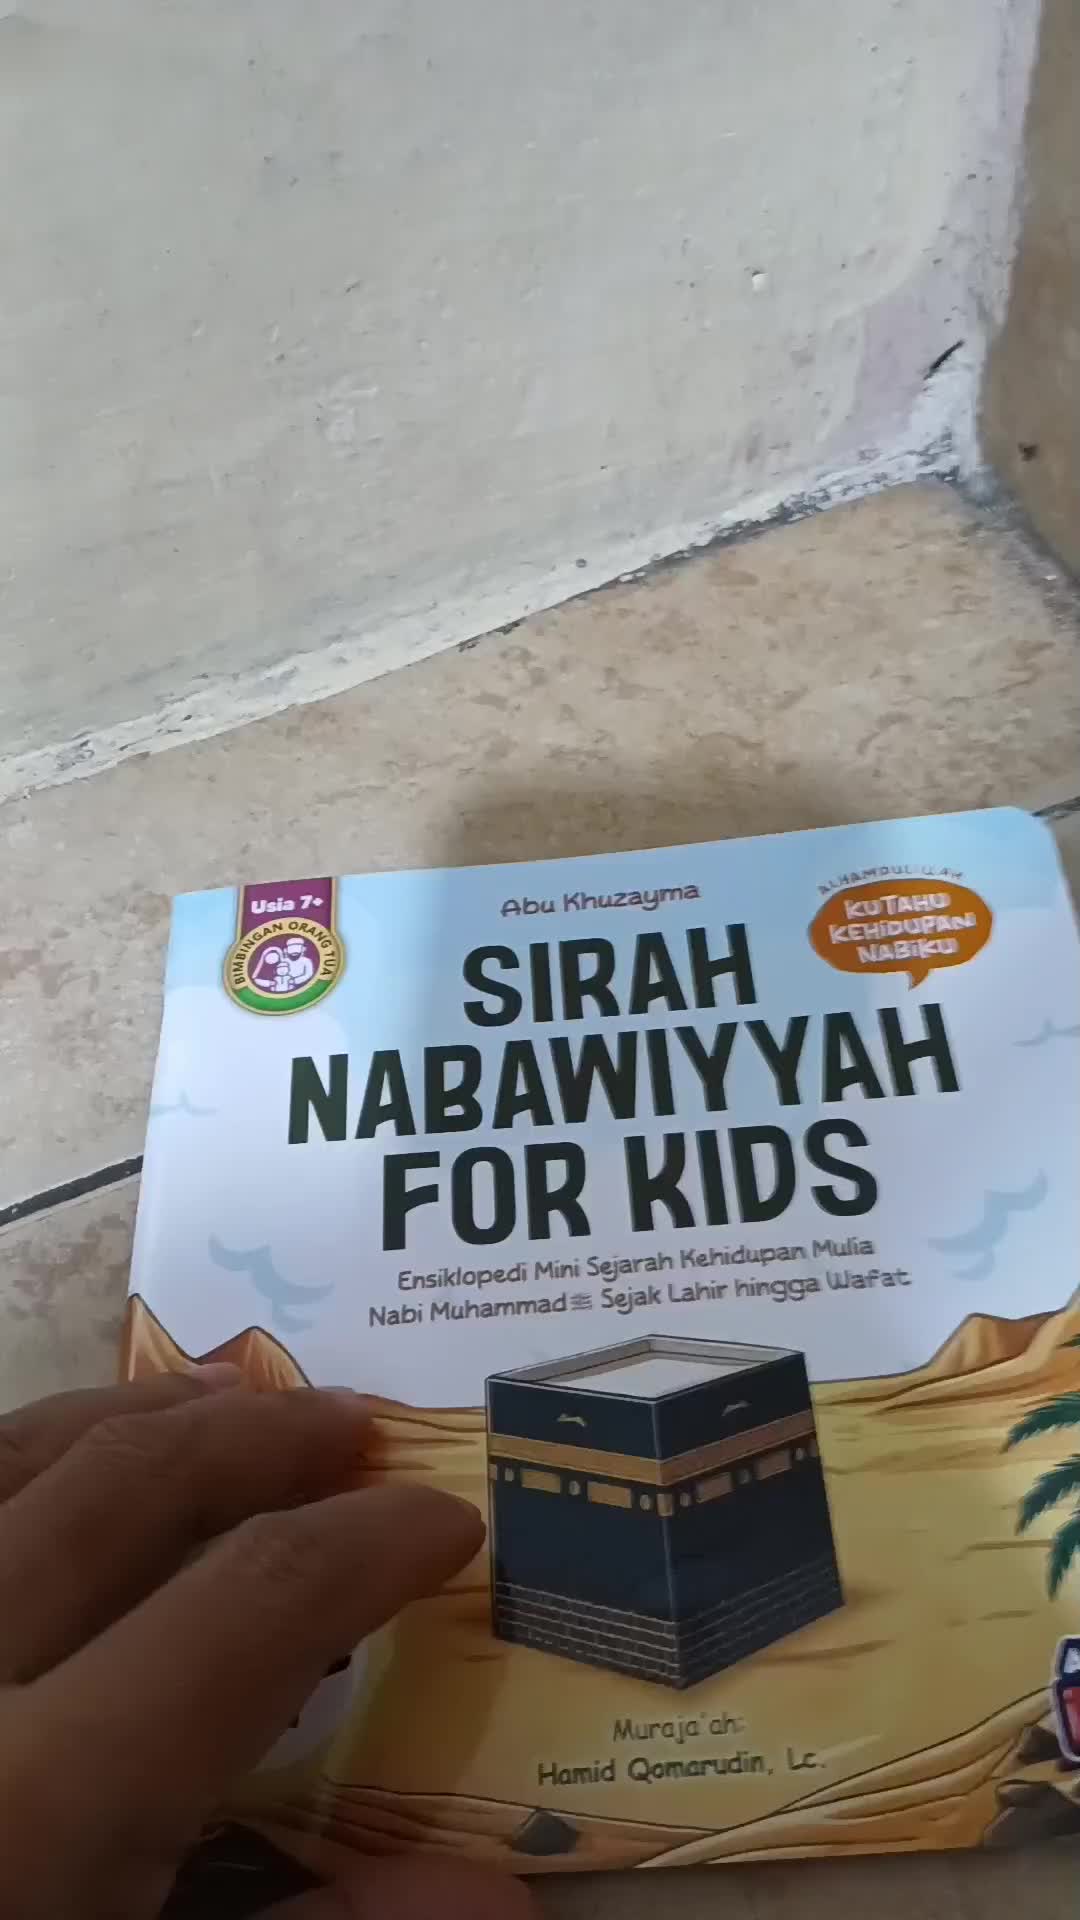 Usia 7+
BIMBINGAN ORANG TUA
Abu Khuzayma
ALHAMDULILLAH
KUTAHU
KEHIDUPAN
NABIKU
SIRAH
NABAWIYYAH
FOR KIDS
Ensiklopedi Mini Sejarah Kehidupan Mulia
Nabi Muhammad ﷺ Sejak Lahir hingga Wafat
Muraja'ah:
Hamid Qomarudin, Lc.